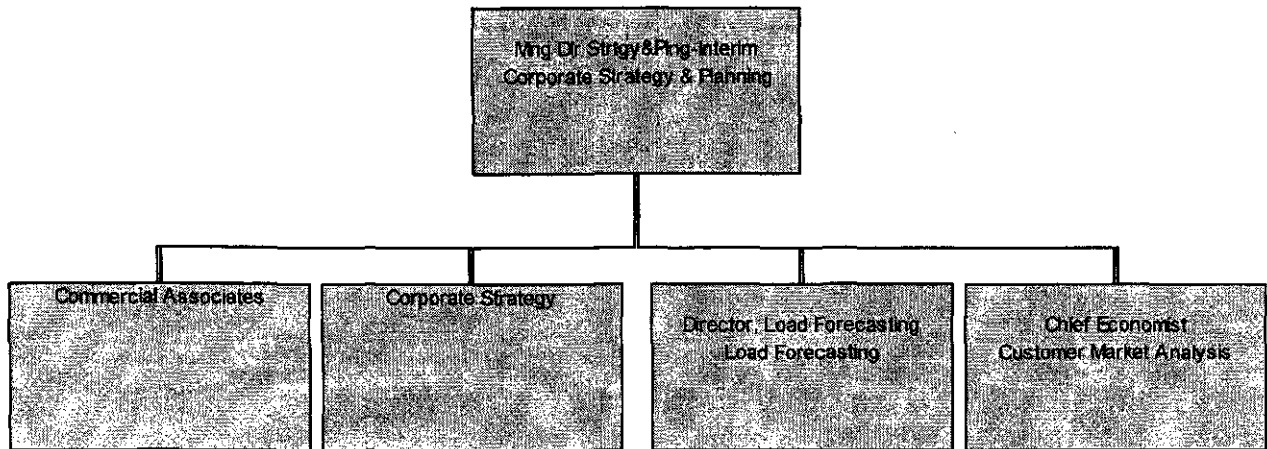 Mng Dir Strtgy&Plng-Interim
Corporate Strategy & Planning
Commercial Associates
Corporate Strategy
Director, Load Forecasting
Load Forecasting
Chief Economist
Customer Market Analysis